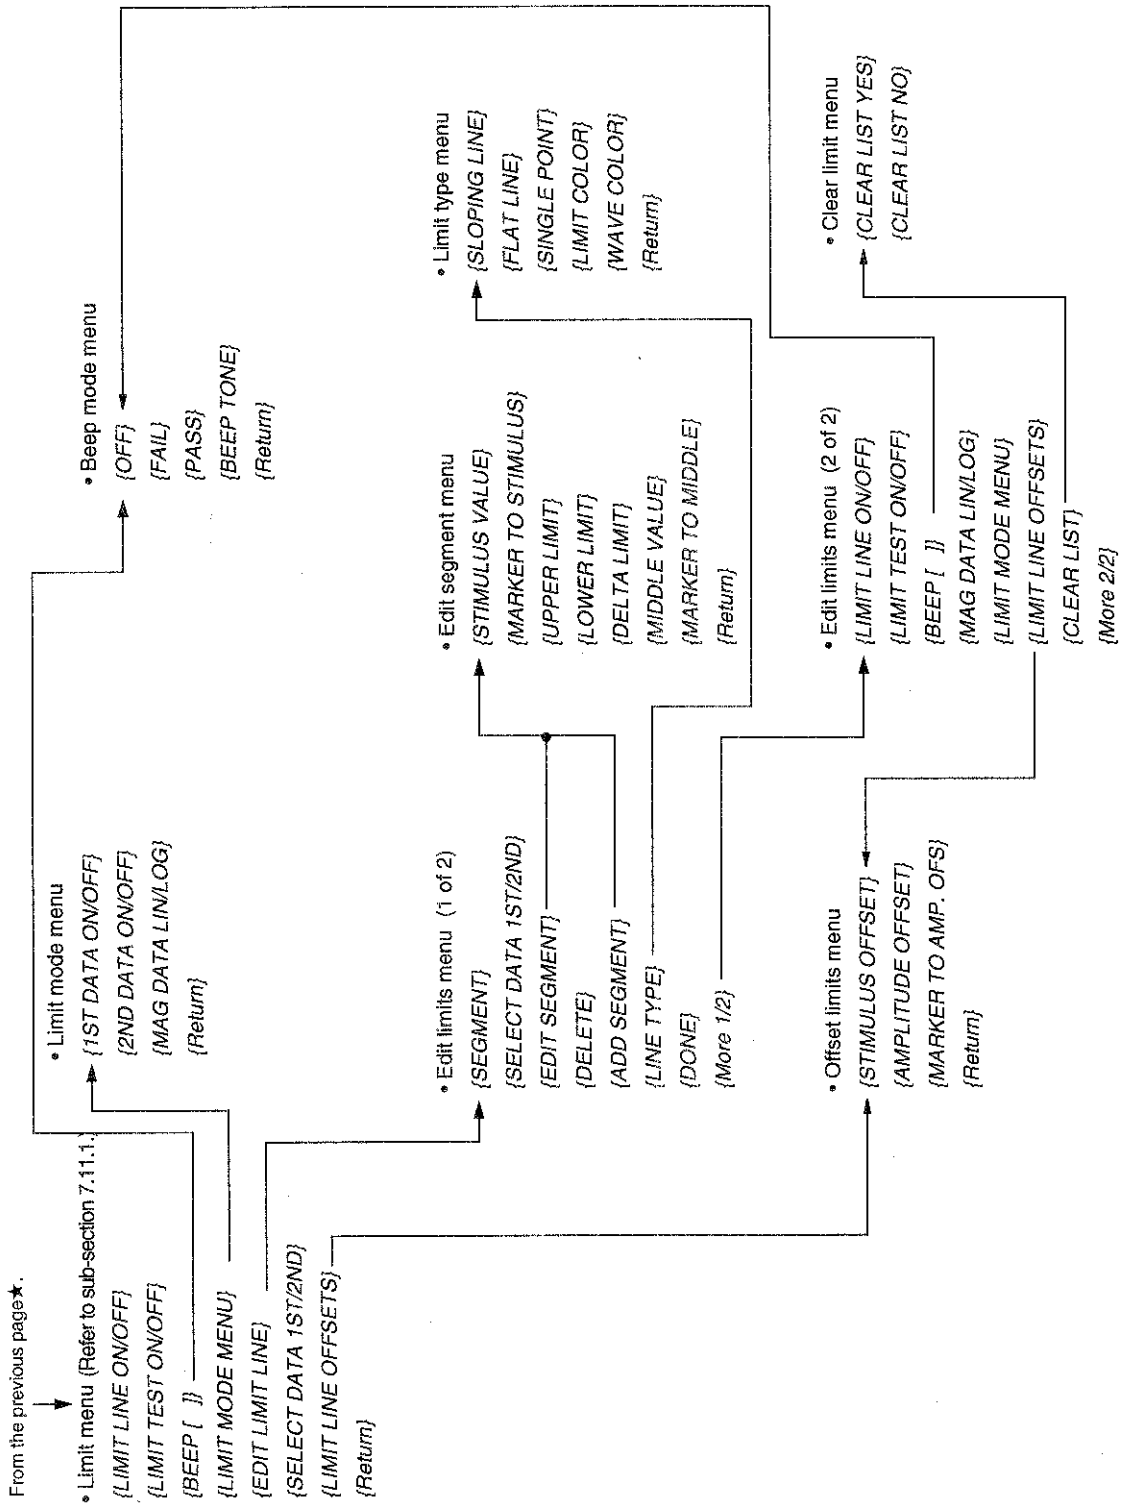 From the previous page★.
• Limit menu (Refer to sub-section 7.11.1.)
{LIMIT LINE ON/OFF}
{LIMIT TEST ON/OFF}
{BEEP [ ]}
{LIMIT MODE MENU}
{EDIT LIMIT LINE}
{SELECT DATA 1ST/2ND}
{LIMIT LINE OFFSETS}
{Return}
• Limit mode menu
{1ST DATA ON/OFF}
{2ND DATA ON/OFF}
{MAG DATA LIN/LOG}
{Return}
• Beep mode menu
{OFF}
{FAIL}
{PASS}
{BEEP TONE}
{Return}
• Edit limits menu (1 of 2)
{SEGMENT}
{SELECT DATA 1ST/2ND}
{EDIT SEGMENT}
{DELETE}
{ADD SEGMENT}
{LINE TYPE}
{DONE}
{More 1/2}
• Edit segment menu
{STIMULUS VALUE}
{MARKER TO STIMULUS}
{UPPER LIMIT}
{LOWER LIMIT}
{DELTA LIMIT}
{MIDDLE VALUE}
{MARKER TO MIDDLE}
{Return}
• Limit type menu
{SLOPING LINE}
{FLAT LINE}
{SINGLE POINT}
{LIMIT COLOR}
{WAVE COLOR}
{Return}
• Offset limits menu
{STIMULUS OFFSET}
{AMPLITUDE OFFSET}
{MARKER TO AMP. OFS}
{Return}
• Edit limits menu (2 of 2)
{LIMIT LINE ON/OFF}
{LIMIT TEST ON/OFF}
{BEEP [ ]}
{MAG DATA LIN/LOG}
{LIMIT MODE MENU}
{LIMIT LINE OFFSETS}
{CLEAR LIST}
{More 2/2}
• Clear limit menu
{CLEAR LIST YES}
{CLEAR LIST NO}